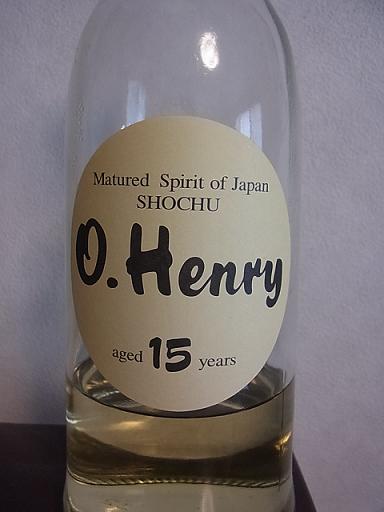 Matured Spirit of Japan
SHOCHU
O.Henry
aged 15 years